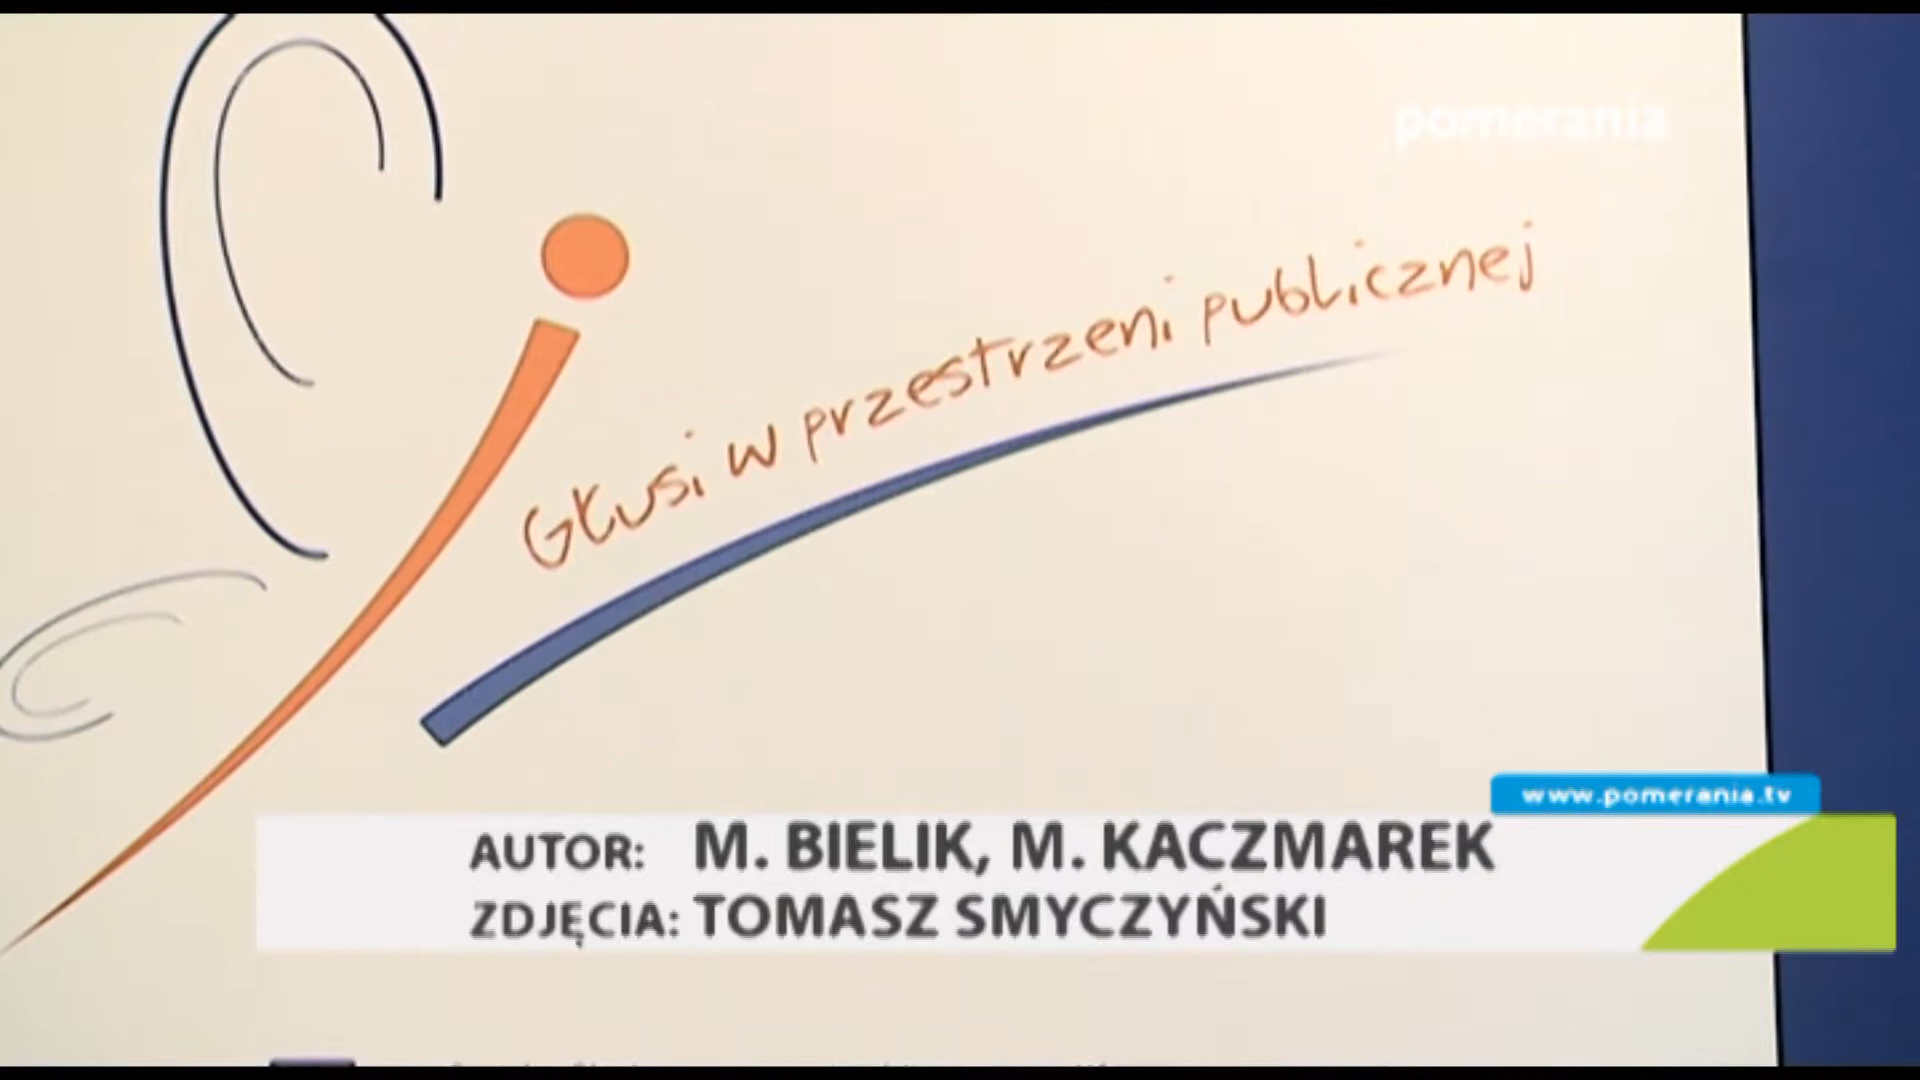 pomerania
Głusi w przestrzeni publicznej
www.pomerania.tv
AUTOR: M. BIELIK, M. KACZMAREK
ZDJĘCIA: TOMASZ SMYCZYŃSKI